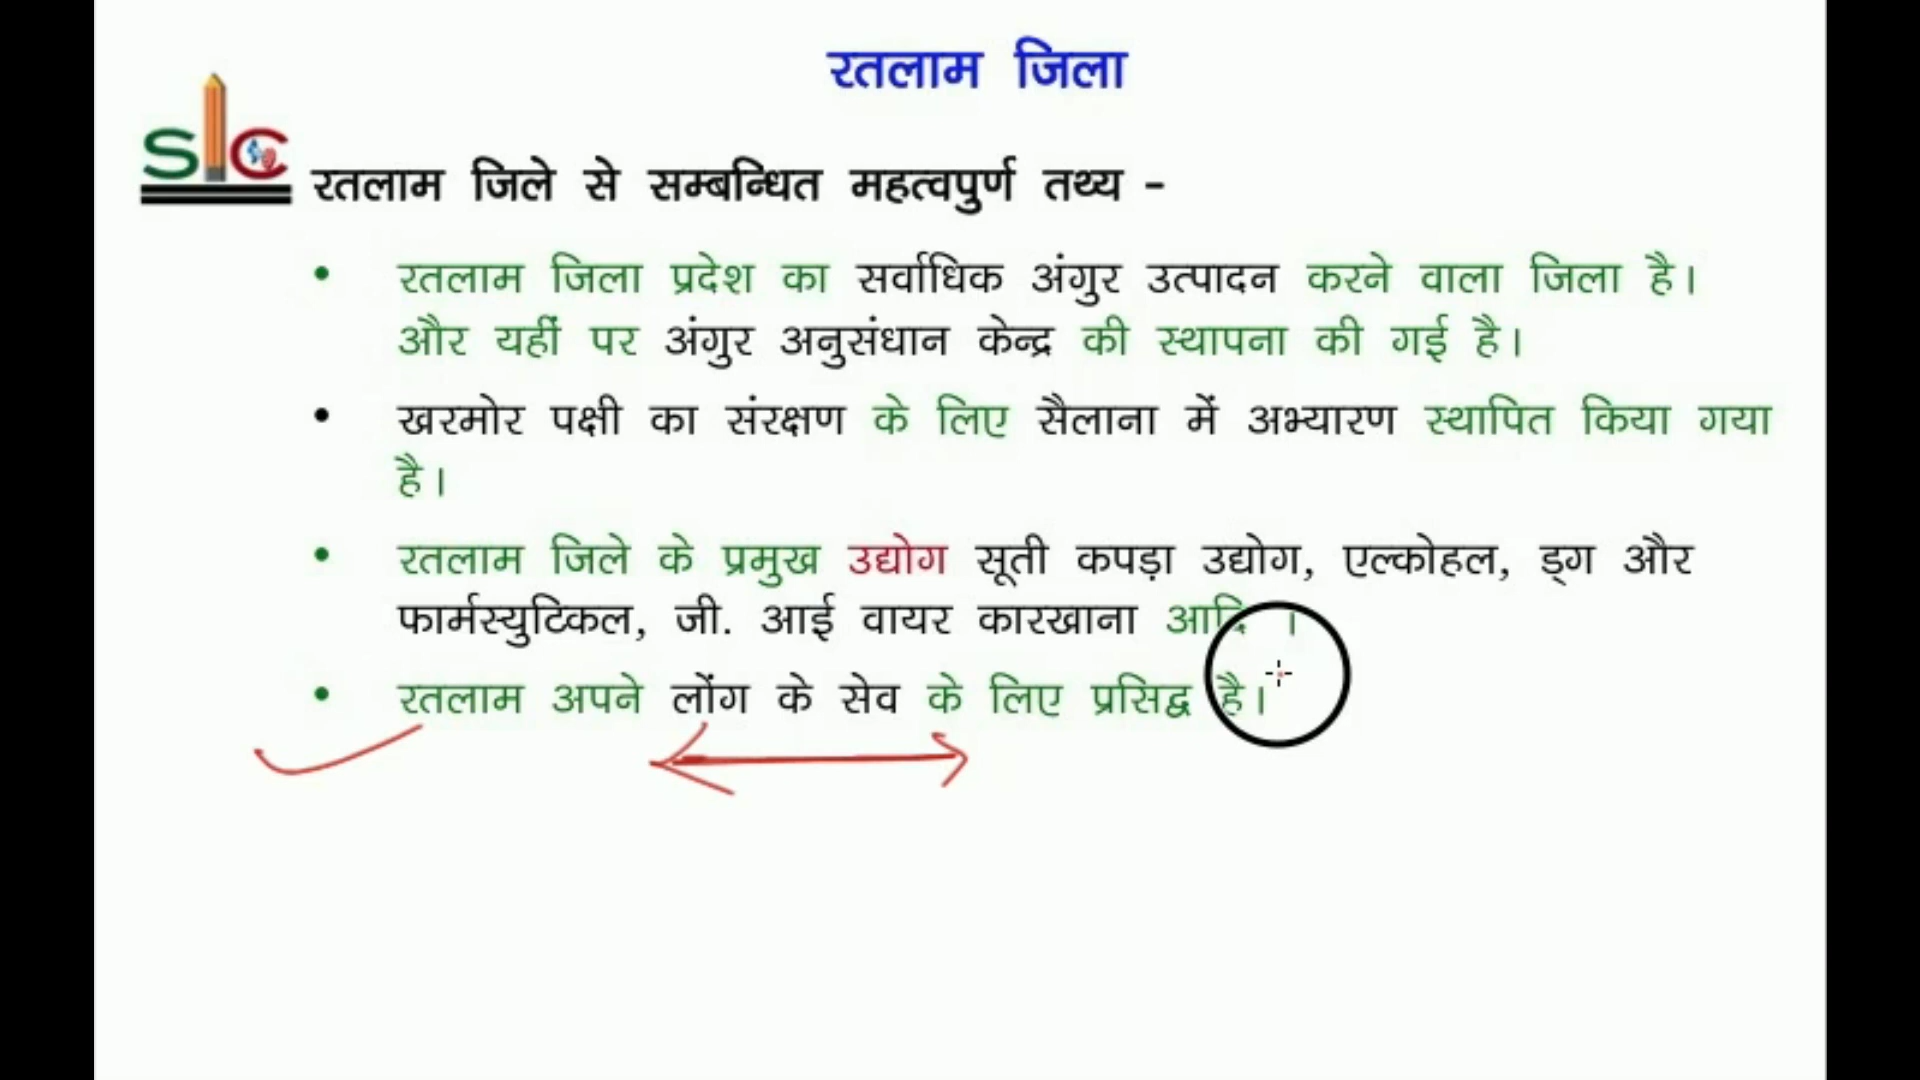 रतलाम जिला
SIC
रतलाम जिले से सम्बन्धित महत्वपुर्ण तथ्य -
• रतलाम जिला प्रदेश का सर्वाधिक अंगुर उत्पादन करने वाला जिला है।
और यहीं पर अंगुर अनुसंधान केन्द्र की स्थापना की गई है।
• खरमोर पक्षी का संरक्षण के लिए सैलाना में अभ्यारण स्थापित किया गया
है।
• रतलाम जिले के प्रमुख उद्योग सूती कपड़ा उद्योग, एल्कोहल, ड्ग और
फार्मस्युटिकल, जी. आई वायर कारखाना आदि ।
• रतलाम अपने लोंग के सेव के लिए प्रसिद्व है।